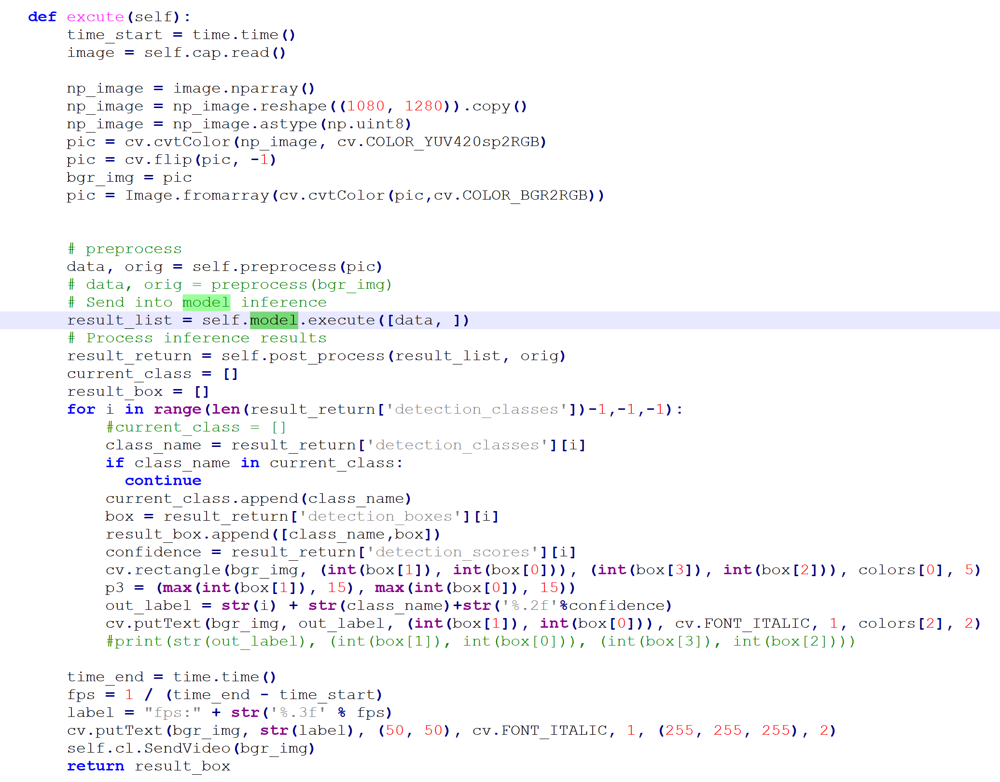 def excute(self):
    time_start = time.time()
    image = self.cap.read()

    np_image = image.nparray()
    np_image = np_image.reshape((1080, 1280)).copy()
    np_image = np_image.astype(np.uint8)
    pic = cv.cvtColor(np_image, cv.COLOR_YUV420sp2RGB)
    pic = cv.flip(pic, -1)
    bgr_img = pic
    pic = Image.fromarray(cv.cvtColor(pic,cv.COLOR_BGR2RGB))


    # preprocess
    data, orig = self.preprocess(pic)
    # data, orig = preprocess(bgr_img)
    # Send into model inference
    result_list = self.model.execute([data, ])
    # Process inference results
    result_return = self.post_process(result_list, orig)
    current_class = []
    result_box = []
    for i in range(len(result_return['detection_classes'])-1,-1,-1):
        #current_class = []
        class_name = result_return['detection_classes'][i]
        if class_name in current_class:
          continue
        current_class.append(class_name)
        box = result_return['detection_boxes'][i]
        result_box.append([class_name,box])
        confidence = result_return['detection_scores'][i]
        cv.rectangle(bgr_img, (int(box[1]), int(box[0])), (int(box[3]), int(box[2])), colors[0], 5)
        p3 = (max(int(box[1]), 15), max(int(box[0]), 15))
        out_label = str(i) + str(class_name)+str('%.2f'%confidence)
        cv.putText(bgr_img, out_label, (int(box[1]), int(box[0])), cv.FONT_ITALIC, 1, colors[2], 2)
        #print(str(out_label), (int(box[1]), int(box[0])), (int(box[3]), int(box[2])))

    time_end = time.time()
    fps = 1 / (time_end - time_start)
    label = "fps:" + str('%.3f' % fps)
    cv.putText(bgr_img, str(label), (50, 50), cv.FONT_ITALIC, 1, (255, 255, 255), 2)
    self.cl.SendVideo(bgr_img)
    return result_box